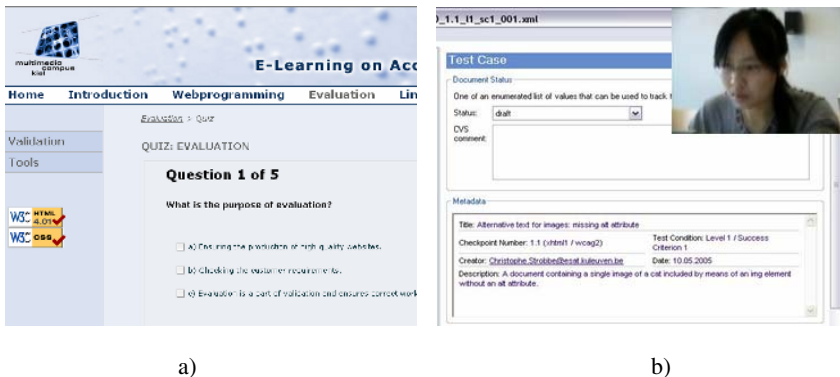 multimedia
campus
kiel
E-Learning on Acc
Home Introduction Webprogramming Evaluation Lin
Evaluation > Quiz
Validation
Tools
QUIZ: EVALUATION
Question 1 of 5
What is the purpose of evaluation?
W3C HTML 4.01
W3C css
a) Ensuring the production of high quality websites.
b) Checking the customer requirements.
c) Evaluation is a part of validation and ensures correct work
a)
_1.1_l1_sc1_001.xml
Test Case
Document Status
One of an enumerated list of values that can be used to track t
Status: draft
CVS
comment:
Metadata
Title: Alternative text for images: missing alt attribute
Checkpoint Number: 1.1 (xhtml1 / wcag2) Test Condition: Level 1 / Success
Criterion 1
Creator: Christophe.Strobbe@esat.kuleuven.be Date: 10.05.2005
Description: A document containing a single image of a cat included by means of an img element
without an alt attribute.
b)